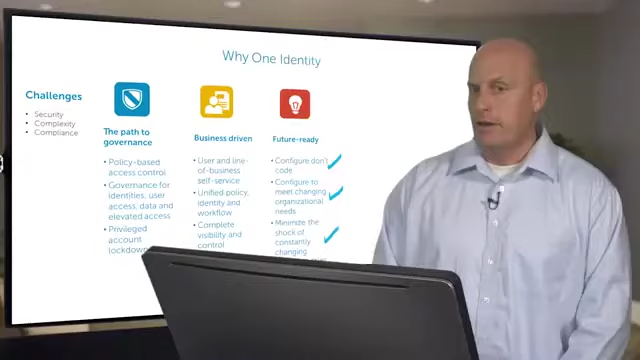 Why One Identity
Challenges
• Security
• Complexity
• Compliance
The path to
governance
• Policy-based
access control
• Governance for
identities, user
access, data and
elevated access
• Privileged
account
lockdown
Business driven
• User and line-
of-business
self-service
• Unified policy,
identity and
workflow
• Complete
visibility and
control
Future-ready
• Configure don't
code
• Configure to
meet changing
organizational
needs
• Minimize the
shock of
constantly
changing